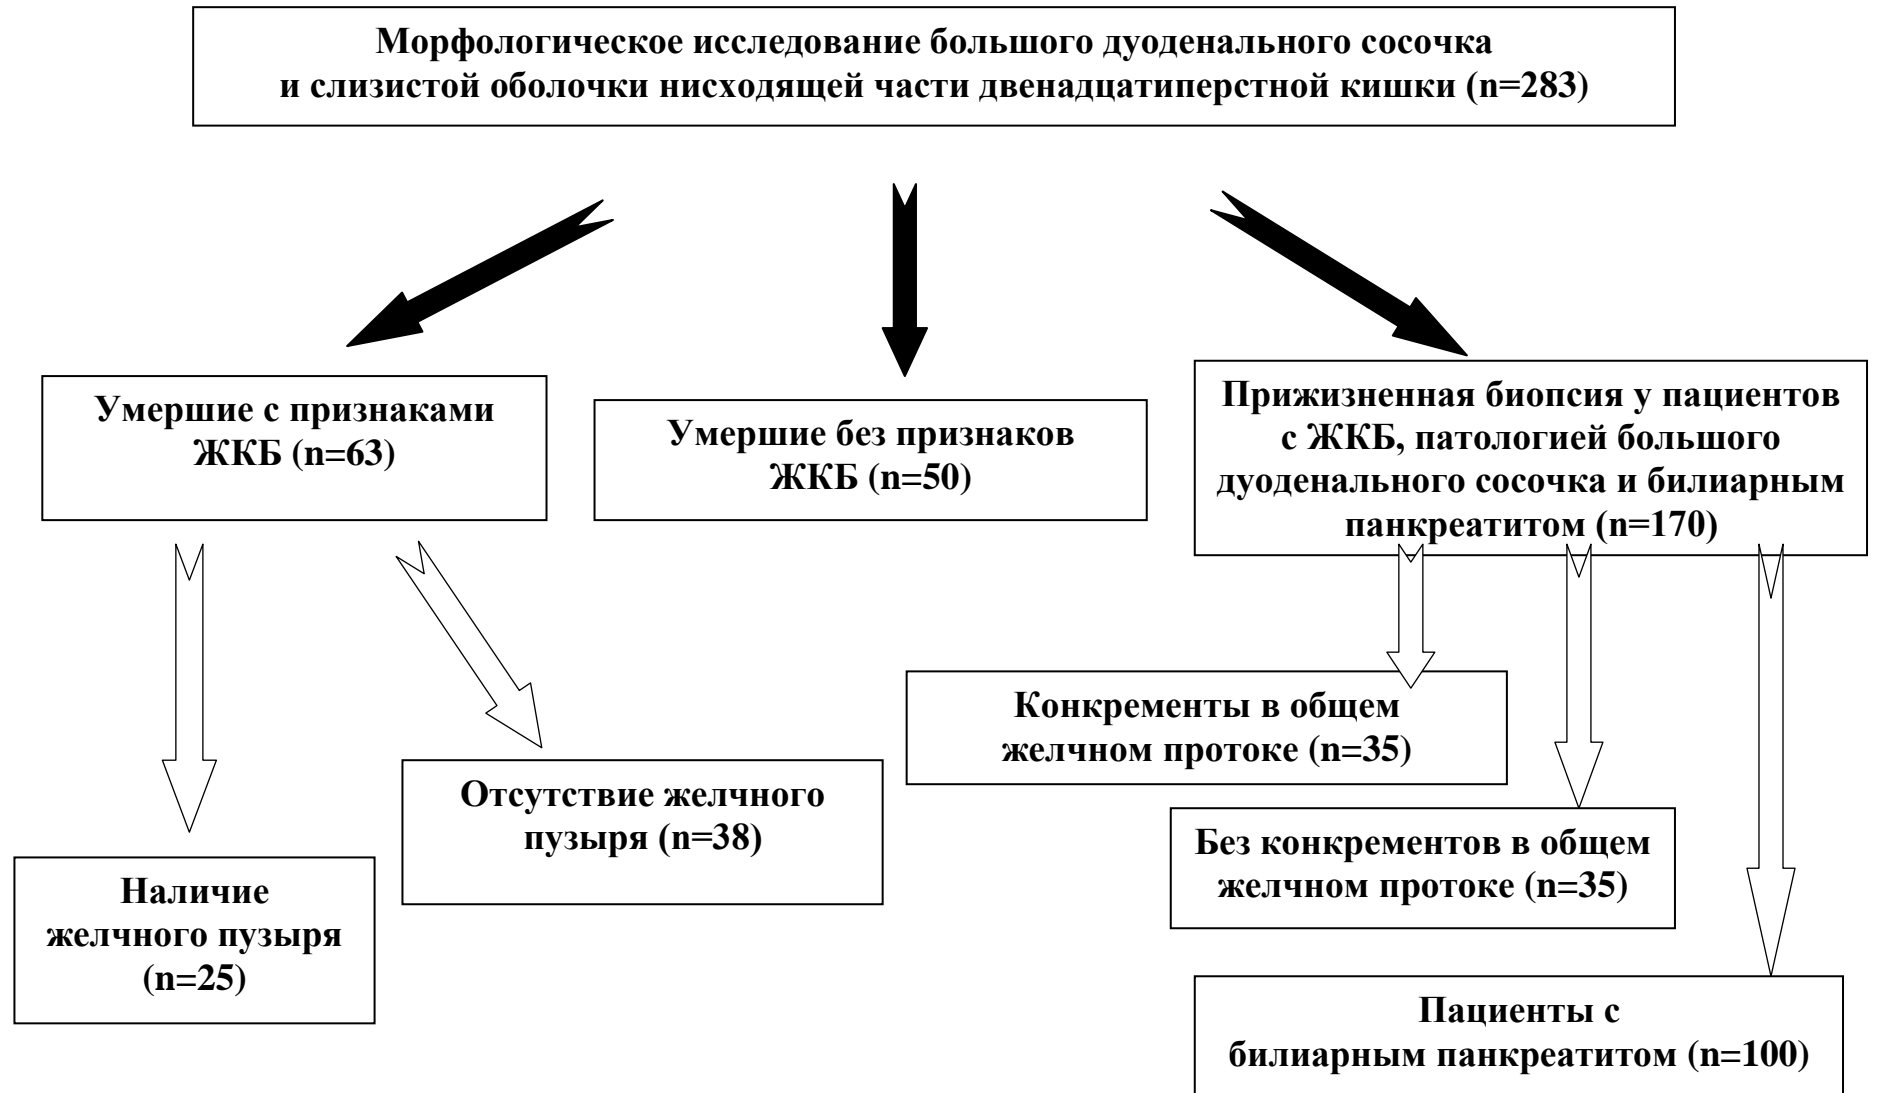 Морфологическое исследование большого дуоденального сосочка
и слизистой оболочки нисходящей части двенадцатиперстной кишки (n=283)
Умершие с признаками
ЖКБ (n=63)
Умершие без признаков
ЖКБ (n=50)
Прижизненная биопсия у пациентов
с ЖКБ, патологией большого
дуоденального сосочка и билиарным
панкреатитом (n=170)
Наличие
желчного пузыря
(n=25)
Отсутствие желчного
пузыря (n=38)
Конкременты в общем
желчном протоке (n=35)
Без конкрементов в общем
желчном протоке (n=35)
Пациенты с
билиарным панкреатитом (n=100)